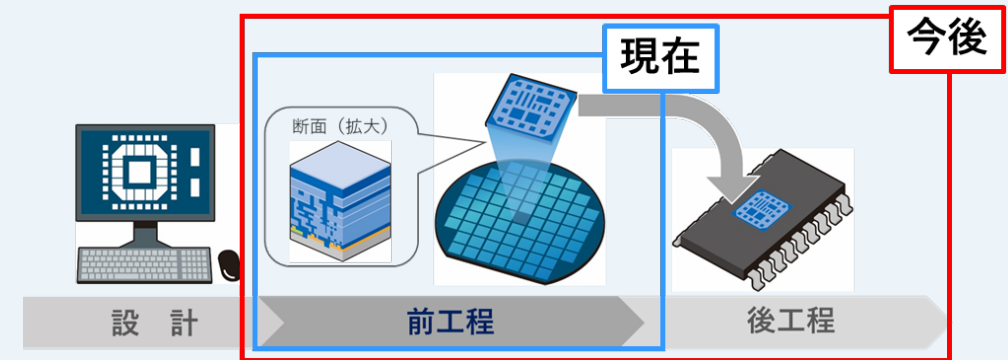 今後
現在
断面（拡大）
設 計
前工程
後工程